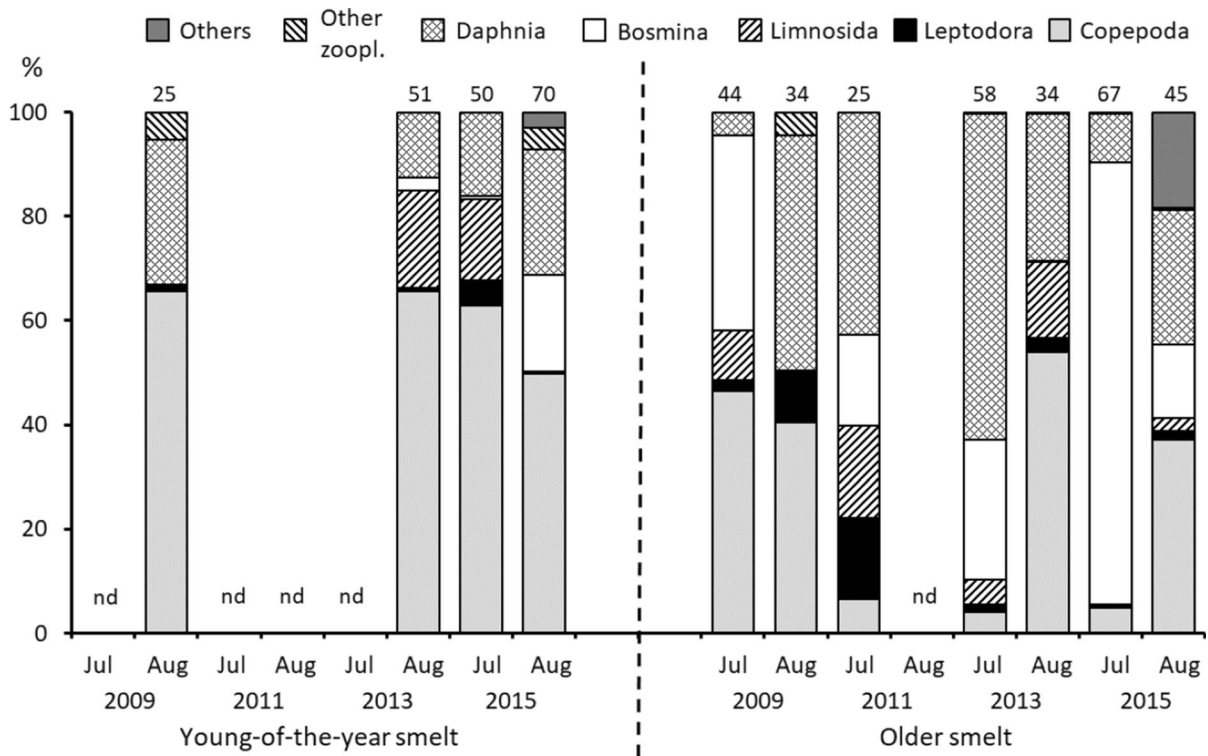 Others Other zoopl. Daphnia Bosmina Limnosida Leptodora Copepoda
%
25 51 50 70 44 34 25 58 34 67 45
100
80
60
40
20
nd nd nd nd nd
0
Jul Aug Jul Aug Jul Aug Jul Aug Jul Aug Jul Aug Jul Aug Jul Aug
2009 2011 2013 2015 2009 2011 2013 2015
Young-of-the-year smelt Older smelt